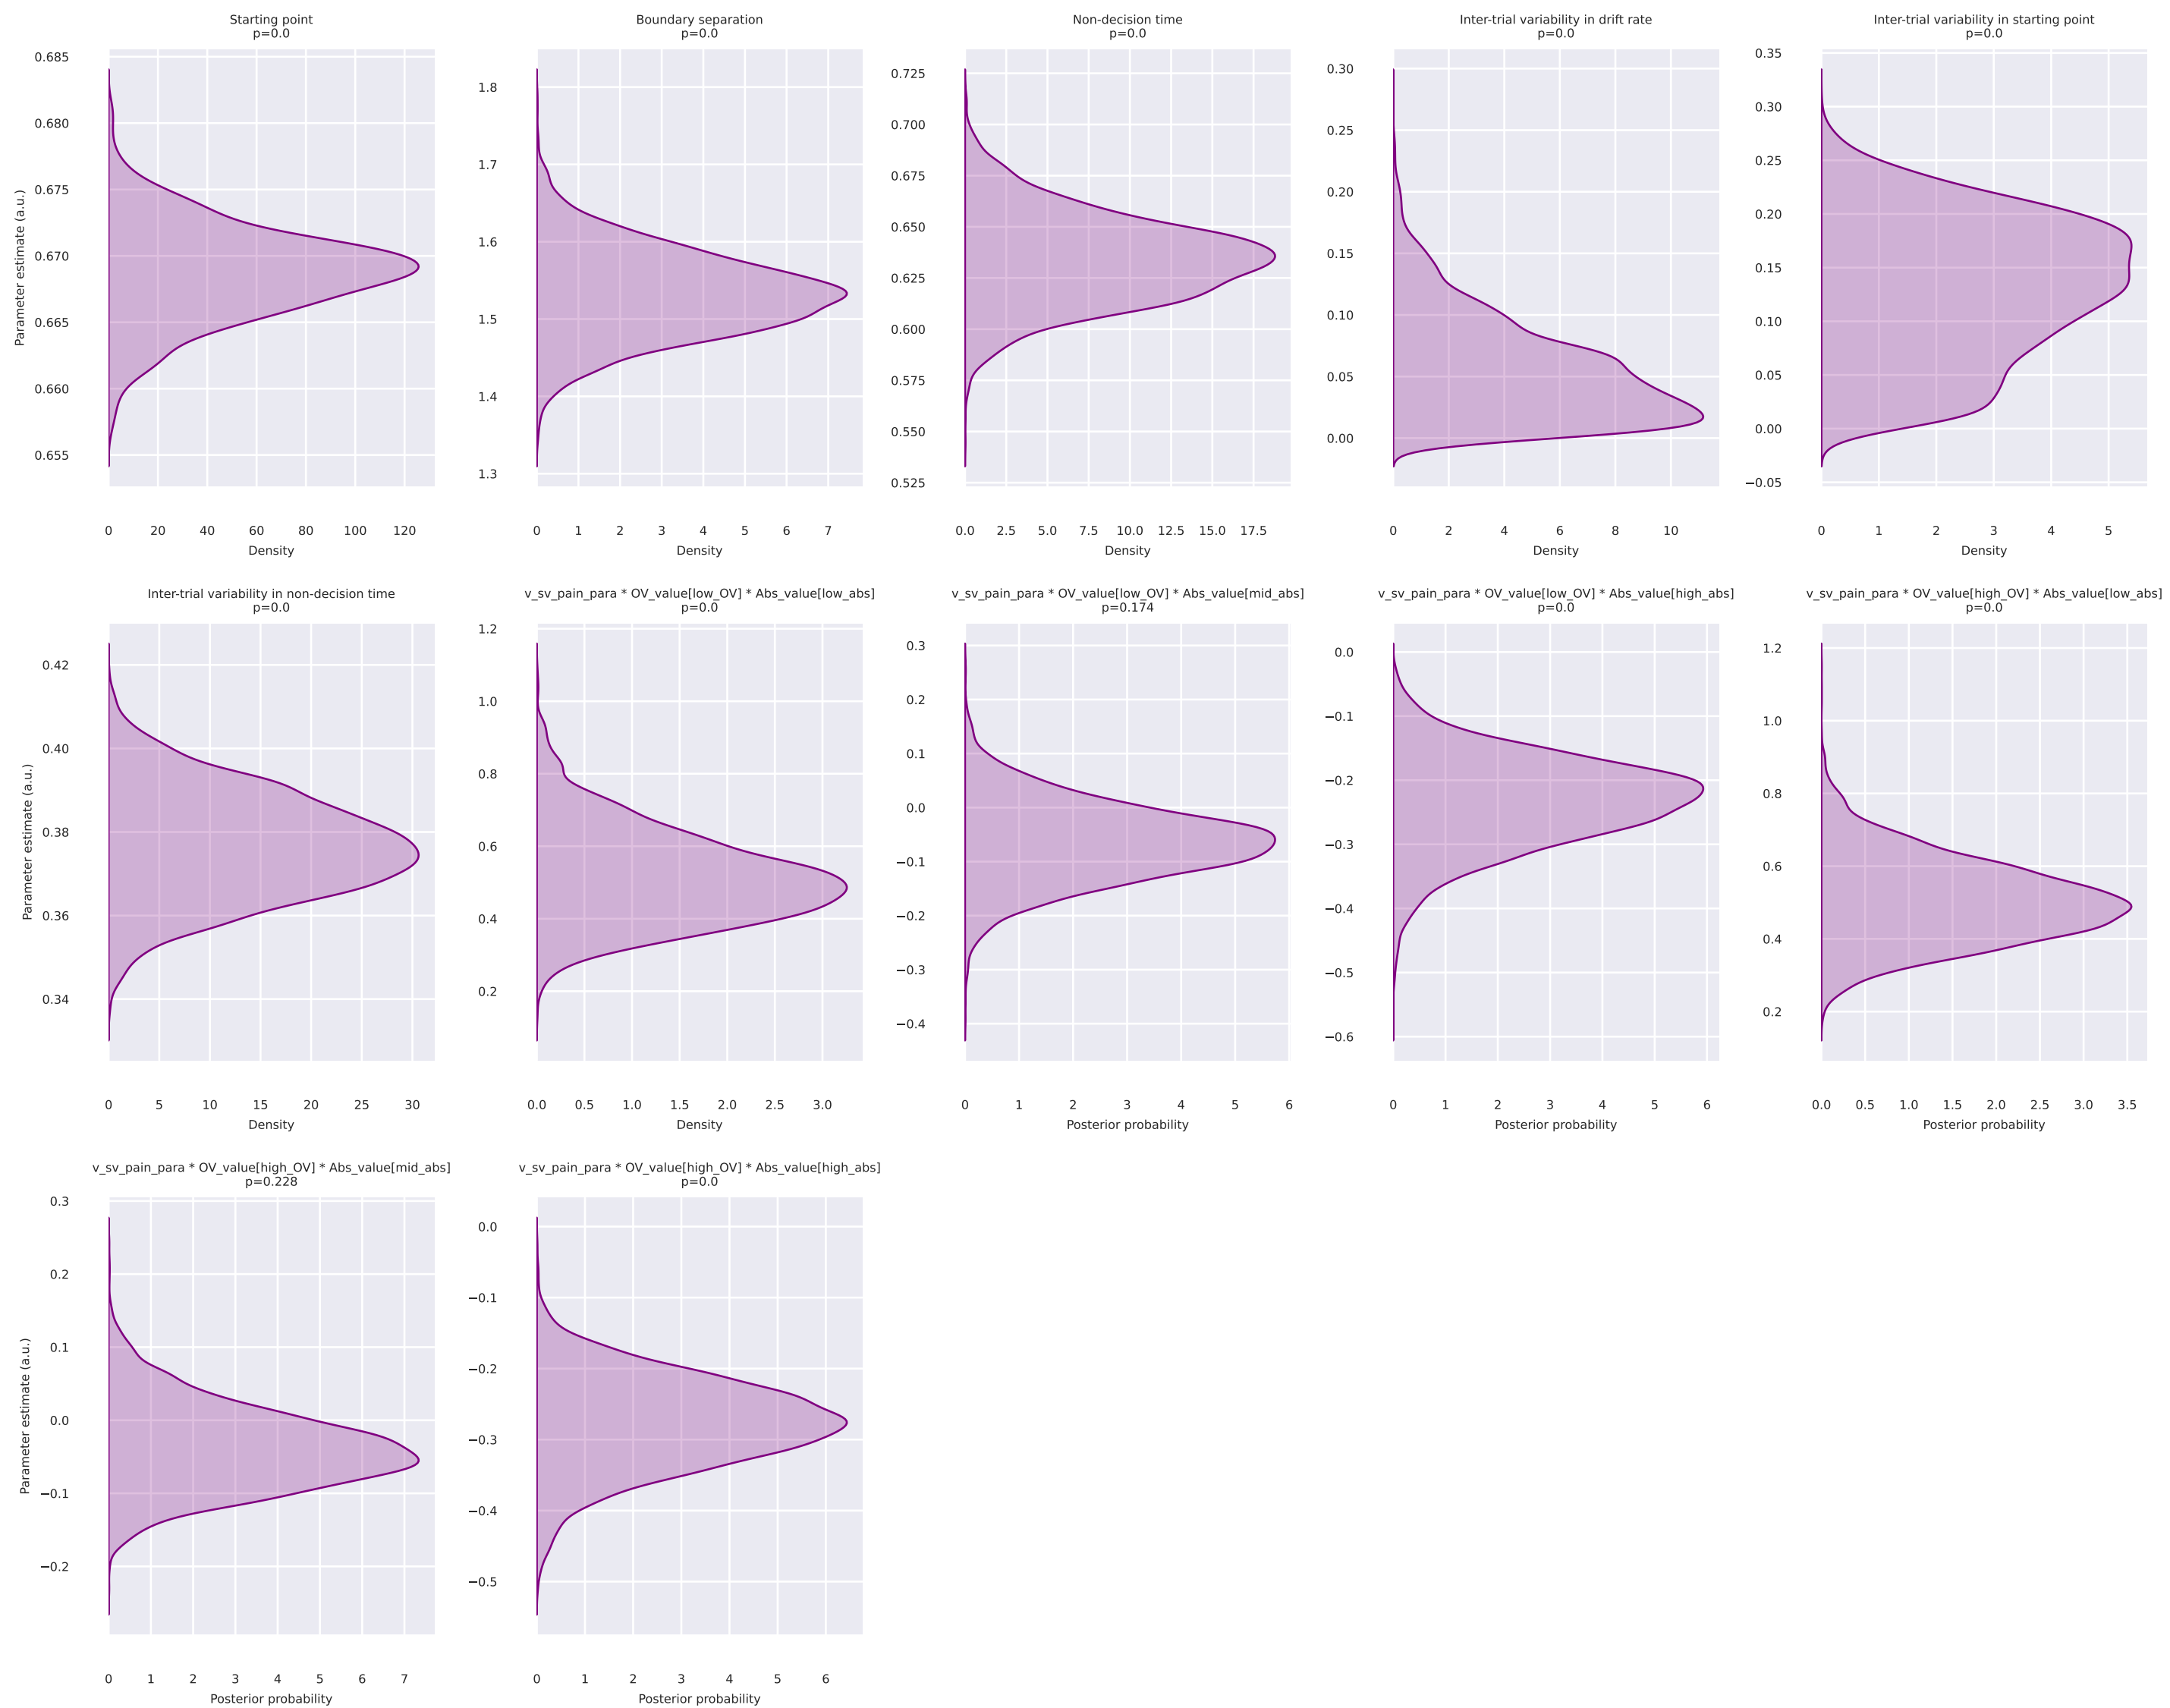 Starting point
p=0.0
Boundary separation
p=0.0
Non-decision time
p=0.0
Inter-trial variability in drift rate
p=0.0
Inter-trial variability in starting point
p=0.0
Parameter estimate (a.u.)
0.685
0.680
0.675
0.670
0.665
0.660
0.655
0 20 40 60 80 100 120
Density
1.8
1.7
1.6
1.5
1.4
1.3
0 1 2 3 4 5 6 7
Density
0.725
0.700
0.675
0.650
0.625
0.600
0.575
0.550
0.525
0.0 2.5 5.0 7.5 10.0 12.5 15.0 17.5
Density
0.30
0.25
0.20
0.15
0.10
0.05
0.00
0 2 4 6 8 10
Density
0.35
0.30
0.25
0.20
0.15
0.10
0.05
0.00
−0.05
0 1 2 3 4 5
Density
Inter-trial variability in non-decision time
p=0.0
v_sv_pain_para * OV_value[low_OV] * Abs_value[low_abs]
p=0.0
v_sv_pain_para * OV_value[low_OV] * Abs_value[mid_abs]
p=0.174
v_sv_pain_para * OV_value[low_OV] * Abs_value[high_abs]
p=0.0
v_sv_pain_para * OV_value[high_OV] * Abs_value[low_abs]
p=0.0
Parameter estimate (a.u.)
0.42
0.40
0.38
0.36
0.34
0 5 10 15 20 25 30
Density
1.2
1.0
0.8
0.6
0.4
0.2
0.0 0.5 1.0 1.5 2.0 2.5 3.0
Density
0.3
0.2
0.1
0.0
−0.1
−0.2
−0.3
−0.4
0 1 2 3 4 5 6
Posterior probability
0.0
−0.1
−0.2
−0.3
−0.4
−0.5
−0.6
0 1 2 3 4 5 6
Posterior probability
1.2
1.0
0.8
0.6
0.4
0.2
0.0 0.5 1.0 1.5 2.0 2.5 3.0 3.5
Posterior probability
v_sv_pain_para * OV_value[high_OV] * Abs_value[mid_abs]
p=0.228
v_sv_pain_para * OV_value[high_OV] * Abs_value[high_abs]
p=0.0
Parameter estimate (a.u.)
0.3
0.2
0.1
0.0
−0.1
−0.2
0 1 2 3 4 5 6 7
Posterior probability
0.0
−0.1
−0.2
−0.3
−0.4
−0.5
0 1 2 3 4 5 6
Posterior probability